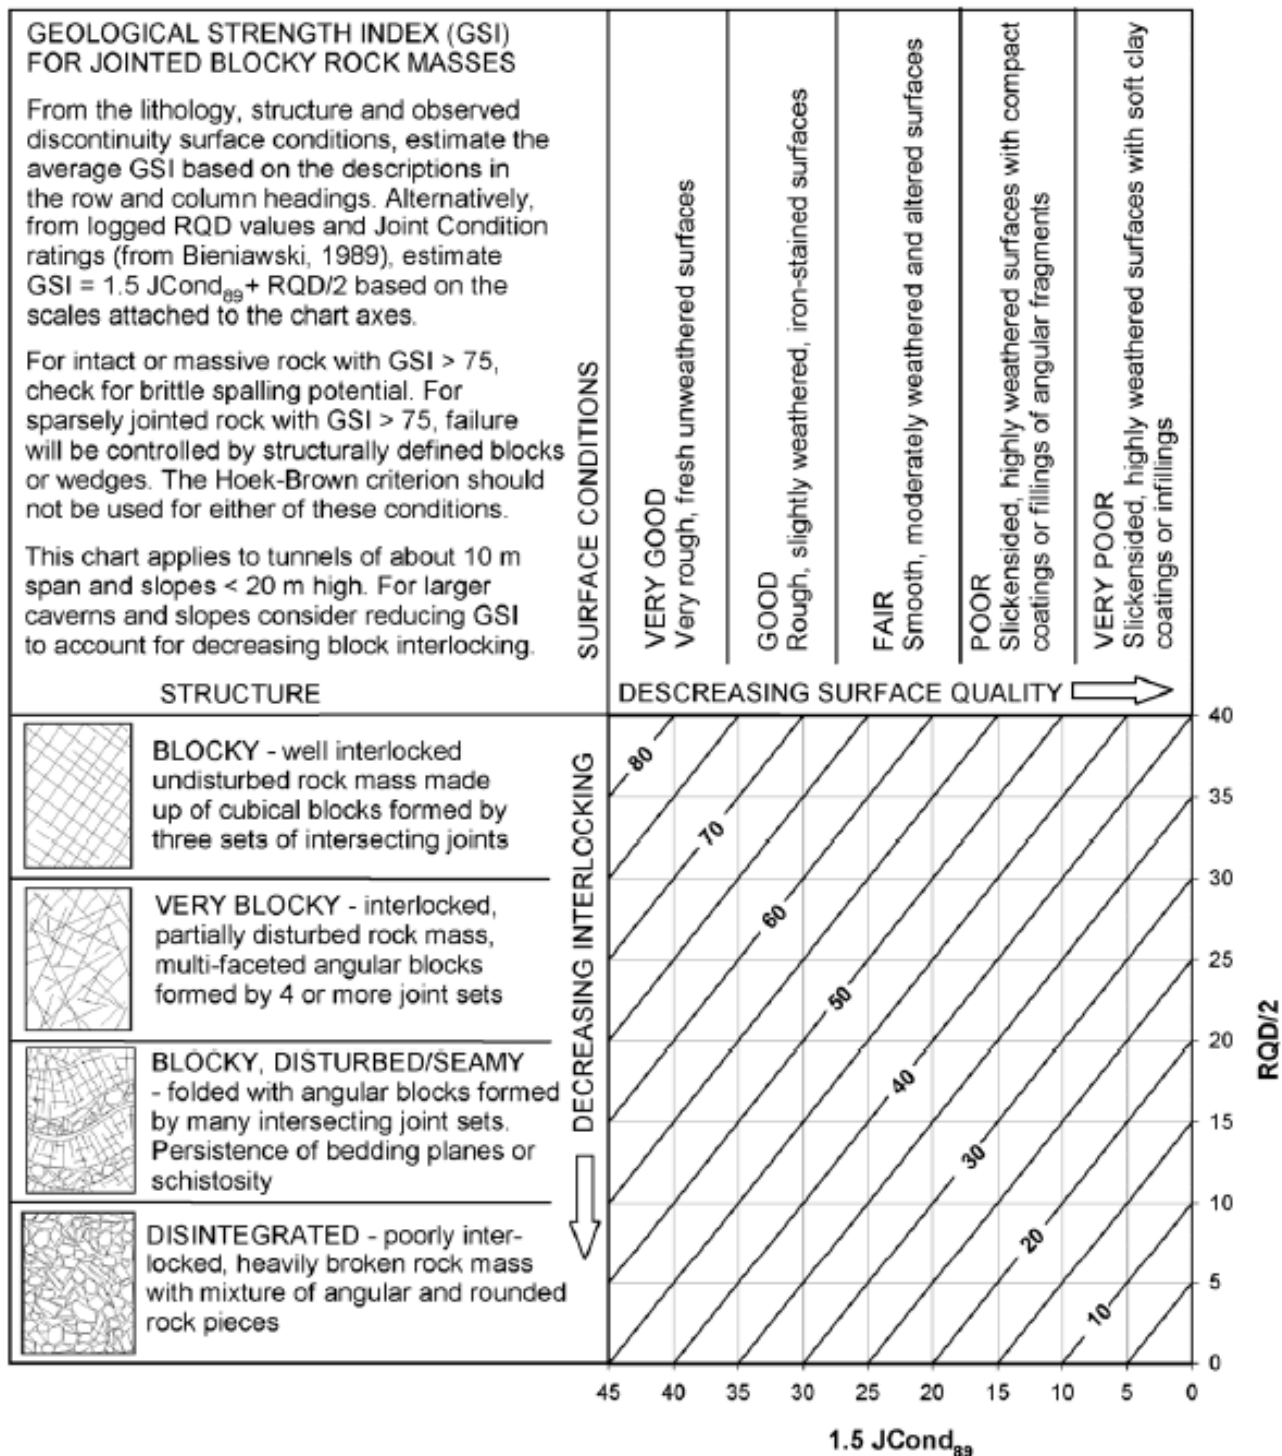 GEOLOGICAL STRENGTH INDEX (GSI)
FOR JOINTED BLOCKY ROCK MASSES
From the lithology, structure and observed
discontinuity surface conditions, estimate the
average GSI based on the descriptions in
the row and column headings. Alternatively,
from logged RQD values and Joint Condition
ratings (from Bieniawski, 1989), estimate
GSI = 1.5 JCond89 + RQD/2 based on the
scales attached to the chart axes.
For intact or massive rock with GSI > 75,
check for brittle spalling potential. For
sparsely jointed rock with GSI > 75, failure
will be controlled by structurally defined blocks
or wedges. The Hoek-Brown criterion should
not be used for either of these conditions.
This chart applies to tunnels of about 10 m
span and slopes < 20 m high. For larger
caverns and slopes consider reducing GSI
to account for decreasing block interlocking.
SURFACE CONDITIONS
VERY GOOD
Very rough, fresh unweathered surfaces
GOOD
Rough, slightly weathered, iron-stained surfaces
FAIR
Smooth, moderately weathered and altered surfaces
POOR
Slickensided, highly weathered surfaces with compact
coatings or fillings of angular fragments
VERY POOR
Slickensided, highly weathered surfaces with soft clay
coatings or infillings
STRUCTURE
DESCREASING SURFACE QUALITY
BLOCKY - well interlocked
undisturbed rock mass made
up of cubical blocks formed by
three sets of intersecting joints
VERY BLOCKY - interlocked,
partially disturbed rock mass,
multi-faceted angular blocks
formed by 4 or more joint sets
BLOCKY, DISTURBED/SEAMY
- folded with angular blocks formed
by many intersecting joint sets.
Persistence of bedding planes or
schistosity
DISINTEGRATED - poorly inter-
locked, heavily broken rock mass
with mixture of angular and rounded
rock pieces
DECREASING INTERLOCKING
80
70
60
50
40
30
20
10
40
35
30
25
20
15
10
5
0
RQD/2
45 40 35 30 25 20 15 10 5 0
1.5 JCond89